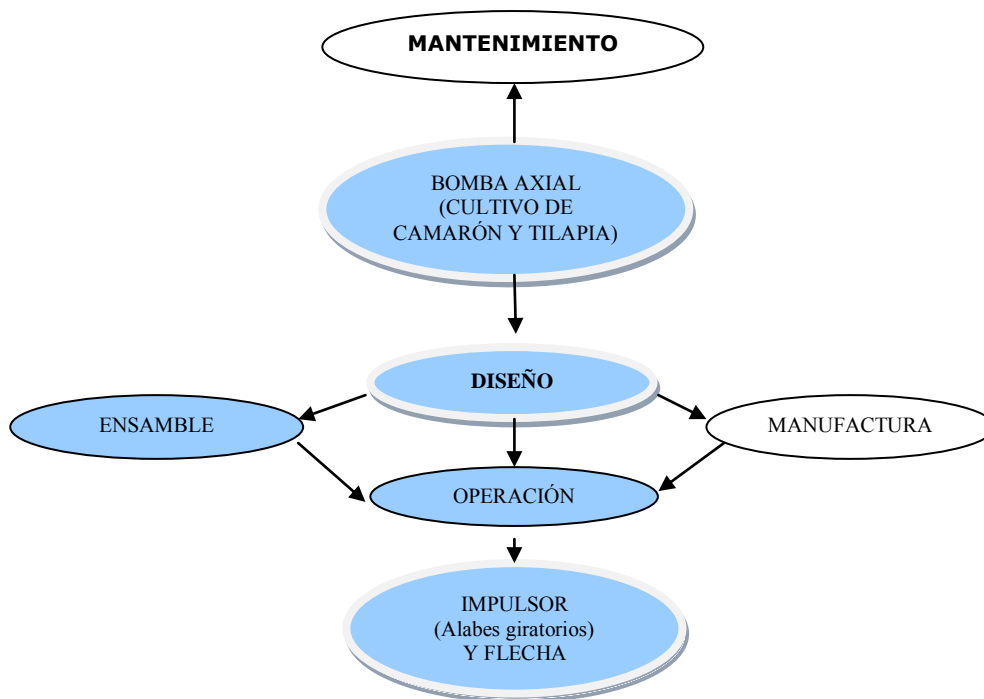 MANTENIMIENTO
BOMBA AXIAL
(CULTIVO DE
CAMARÓN Y TILAPIA)
DISEÑO
ENSAMBLE
MANUFACTURA
OPERACIÓN
IMPULSOR
(Alabes giratorios)
Y FLECHA